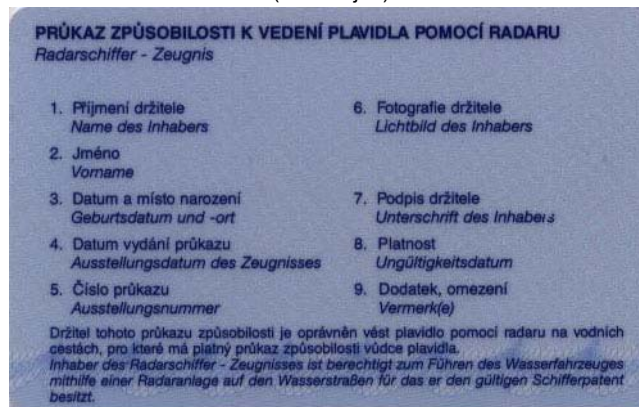 PRŮKAZ ZPŮSOBILOSTI K VEDENÍ PLAVIDLA POMOCÍ RADARU
Radarschiffer - Zeugnis
1. Příjmení držitele
Name des Inhabers
2. Jméno
Vorname
3. Datum a místo narození
Geburtsdatum und -ort
4. Datum vydání průkazu
Ausstellungsdatum des Zeugnisses
5. Číslo průkazu
Ausstellungsnummer
6. Fotografie držitele
Lichtbild des Inhabers
7. Podpis držitele
Unterschrift des Inhabers
8. Platnost
Ungültigkeitsdatum
9. Dodatek, omezení
Vermerk(e)
Držitel tohoto průkazu způsobilosti je oprávněn vést plavidlo pomocí radaru na vodních
cestách, pro které má platný průkaz způsobilosti vůdce plavidla.
Inhaber des Radarschiffer - Zeugnisses ist berechtigt zum Führen des Wasserfahrzeuges
mithilfe einer Radaranlage auf den Wasserstraßen für das er den gültigen Schifferpatent
besitzt.